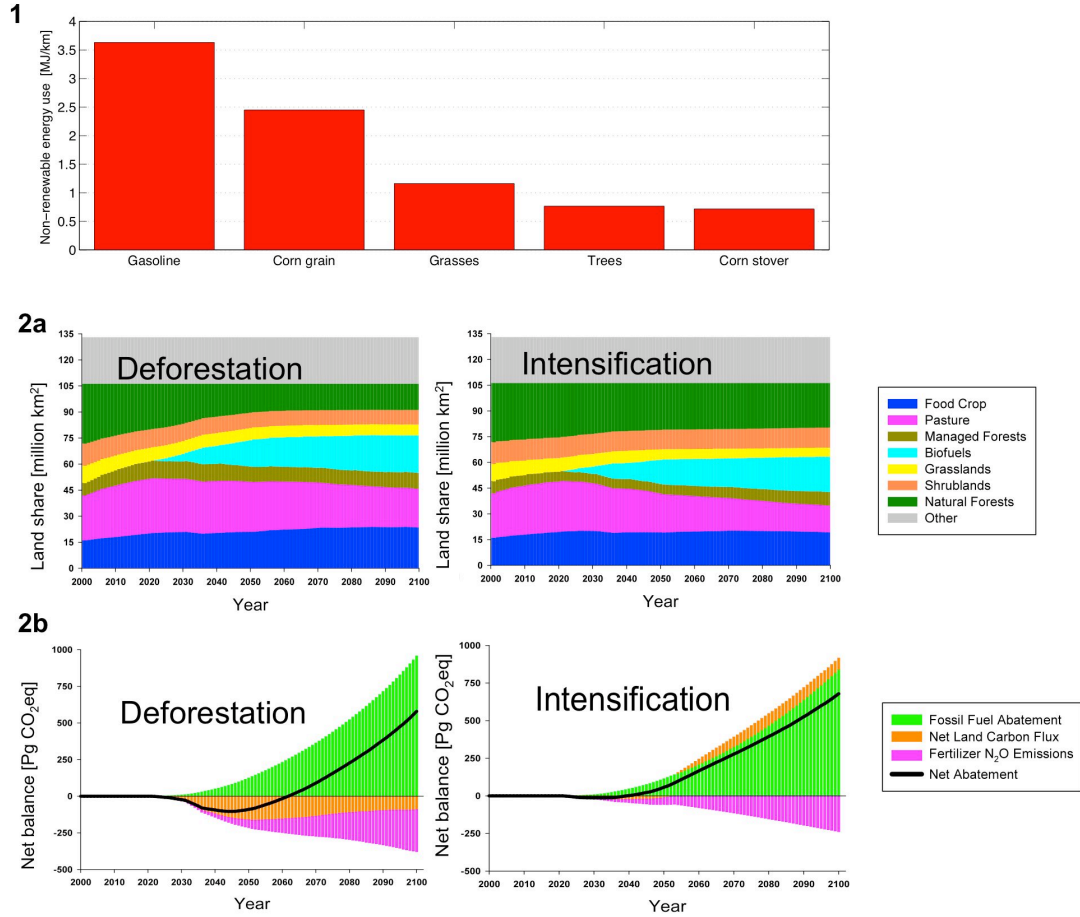 1
Non-renewable energy use [MJ/km]
4
3.5
3
2.5
2
1.5
1
0.5
0
Gasoline Corn grain Grasses Trees Corn stover
2a
Land share [million km²]
135
120
105
90
75
60
45
30
15
0
Deforestation
2000 2010 2020 2030 2040 2050 2060 2070 2080 2090 2100
Year
Land share [million km²]
135
120
105
90
75
60
45
30
15
0
Intensification
2000 2010 2020 2030 2040 2050 2060 2070 2080 2090 2100
Year
Food Crop
Pasture
Managed Forests
Biofuels
Grasslands
Shrublands
Natural Forests
Other
2b
Net balance [Pg CO₂eq]
1000
750
500
250
0
-250
-500
Deforestation
2000 2010 2020 2030 2040 2050 2060 2070 2080 2090 2100
Year
Net balance [Pg CO₂eq]
1000
750
500
250
0
-250
-500
Intensification
2000 2010 2020 2030 2040 2050 2060 2070 2080 2090 2100
Year
Fossil Fuel Abatement
Net Land Carbon Flux
Fertilizer N₂O Emissions
Net Abatement